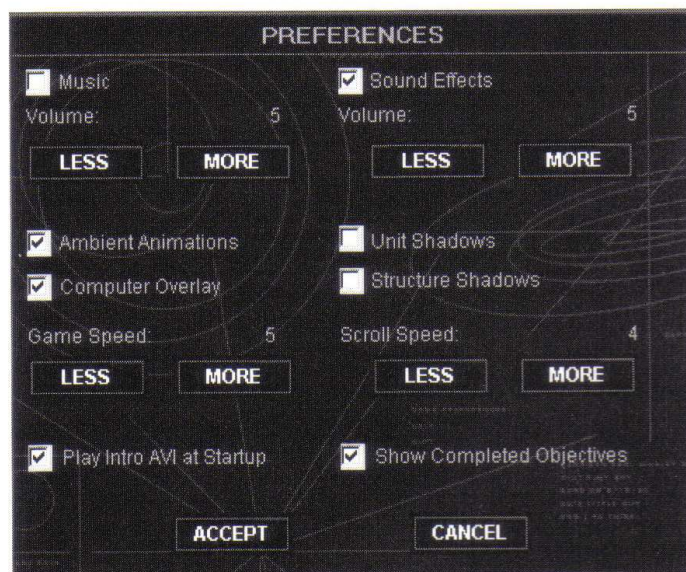 PREFERENCES
Music
Sound Effects
Volume: 5
Volume: 5
LESS MORE
LESS MORE
Ambient Animations
Unit Shadows
Computer Overlay
Structure Shadows
Game Speed: 5
Scroll Speed: 4
LESS MORE
LESS MORE
Play Intro AVI at Startup
Show Completed Objectives
ACCEPT
CANCEL